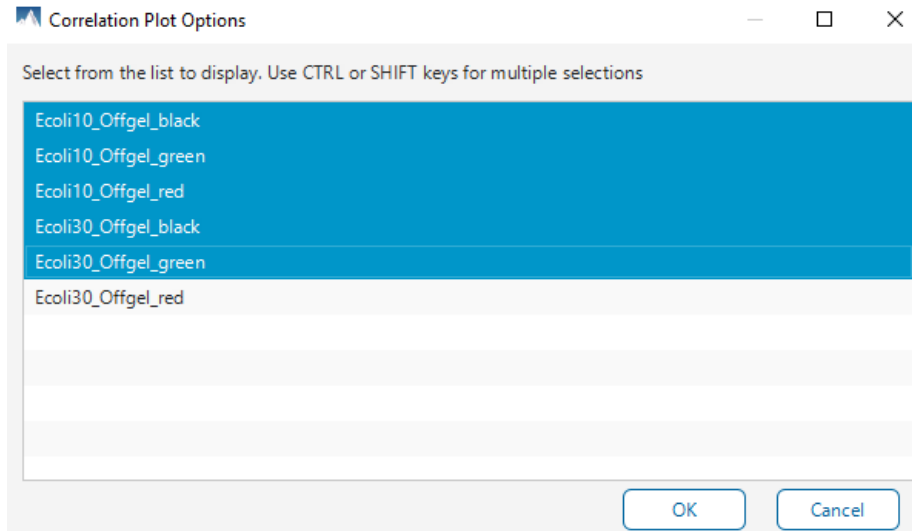 Correlation Plot Options
Select from the list to display. Use CTRL or SHIFT keys for multiple selections
Ecoli10_Offgel_black
Ecoli10_Offgel_green
Ecoli10_Offgel_red
Ecoli30_Offgel_black
Ecoli30_Offgel_green
Ecoli30_Offgel_red
OK Cancel